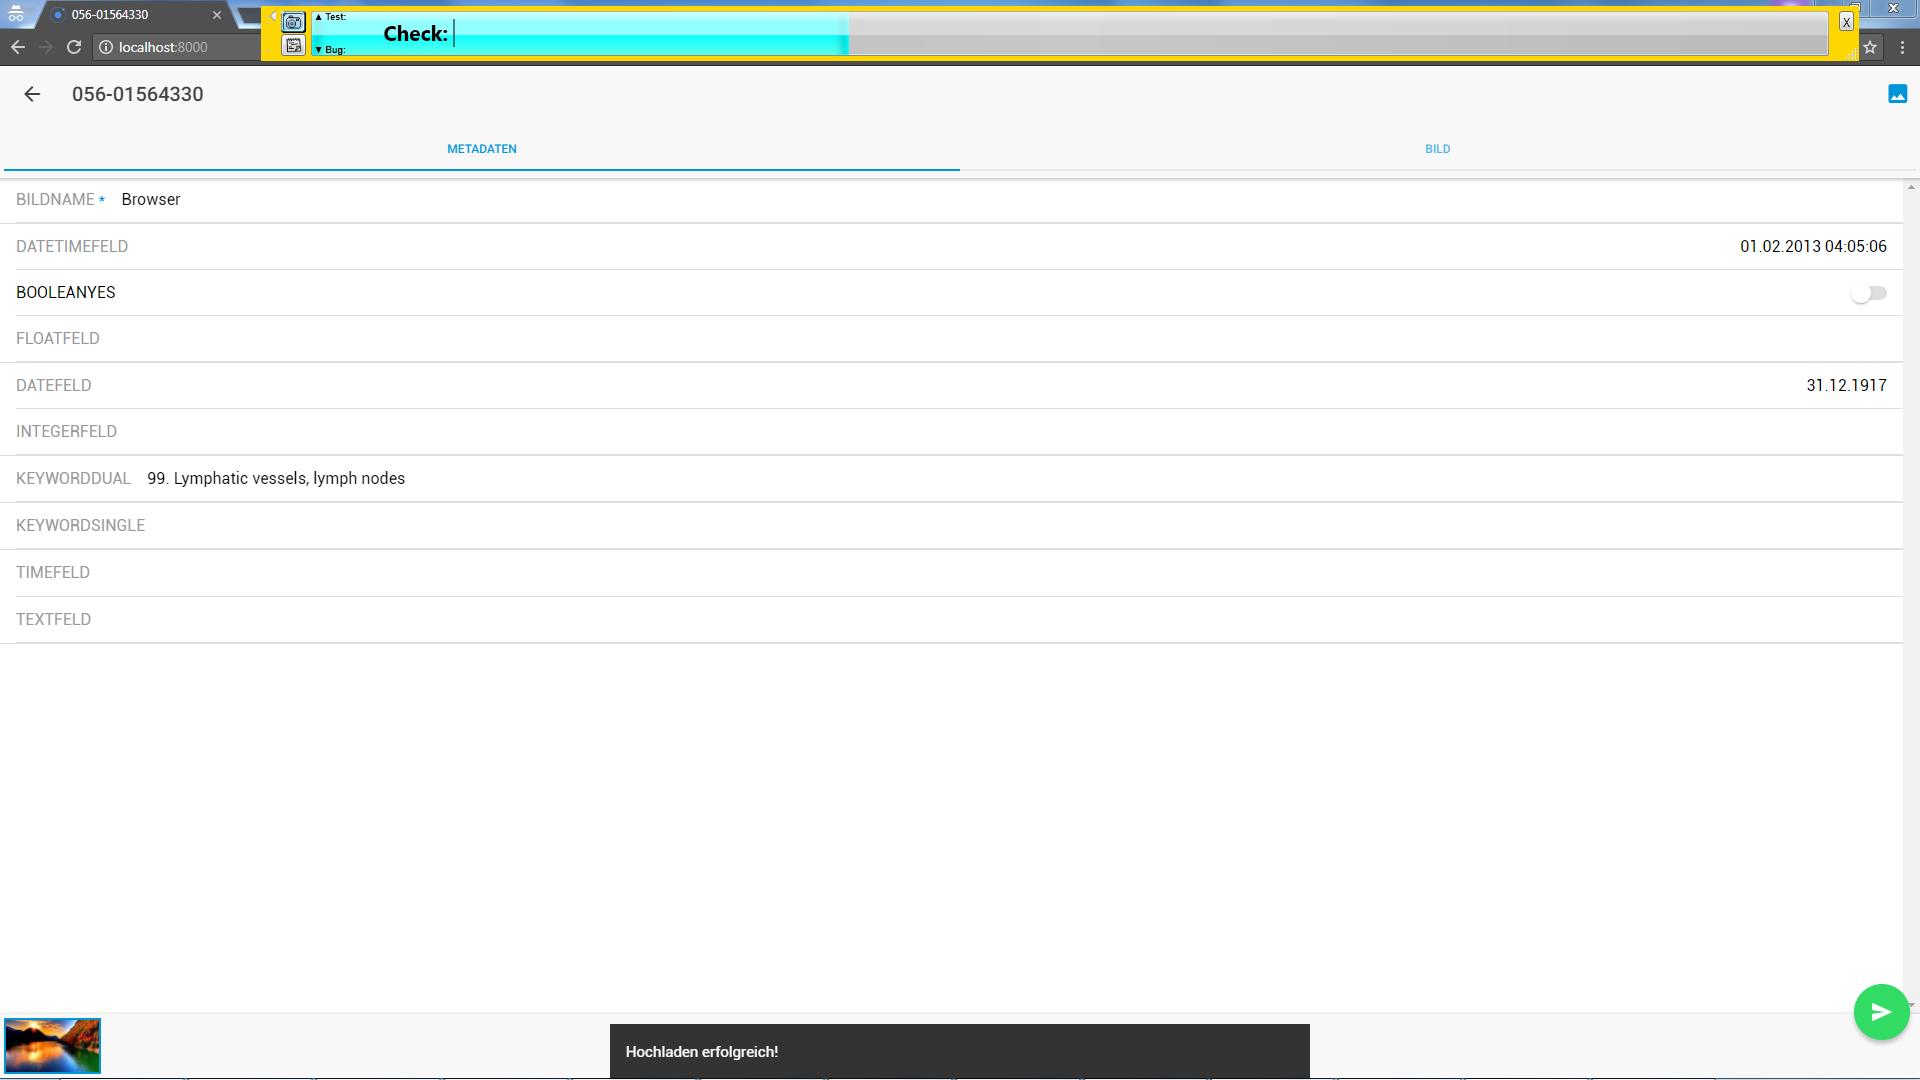 056-01564330
▲ Test:
Check:
▼ Bug:
X
localhost:8000
056-01564330
METADATEN
BILD
BILDNAME * Browser
DATETIMEFELD 01.02.2013 04:05:06
BOOLEANYES
FLOATFELD
DATEFELD 31.12.1917
INTEGERFELD
KEYWORDDUAL 99. Lymphatic vessels, lymph nodes
KEYWORDSINGLE
TIMEFELD
TEXTFELD
Hochladen erfolgreich!